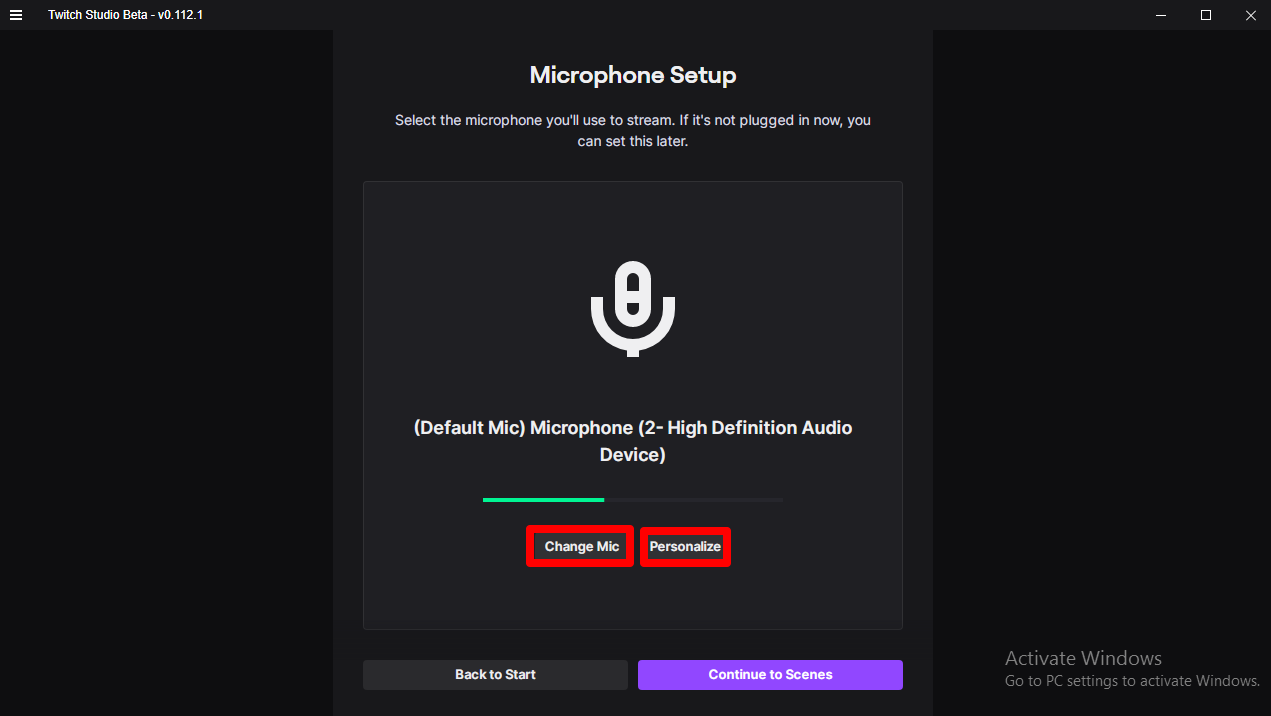 Twitch Studio Beta - v0.112.1
Microphone Setup
Select the microphone you'll use to stream. If it's not plugged in now, you
can set this later.
(Default Mic) Microphone (2- High Definition Audio
Device)
Change Mic Personalize
Back to Start Continue to Scenes
Activate Windows
Go to PC settings to activate Windows.